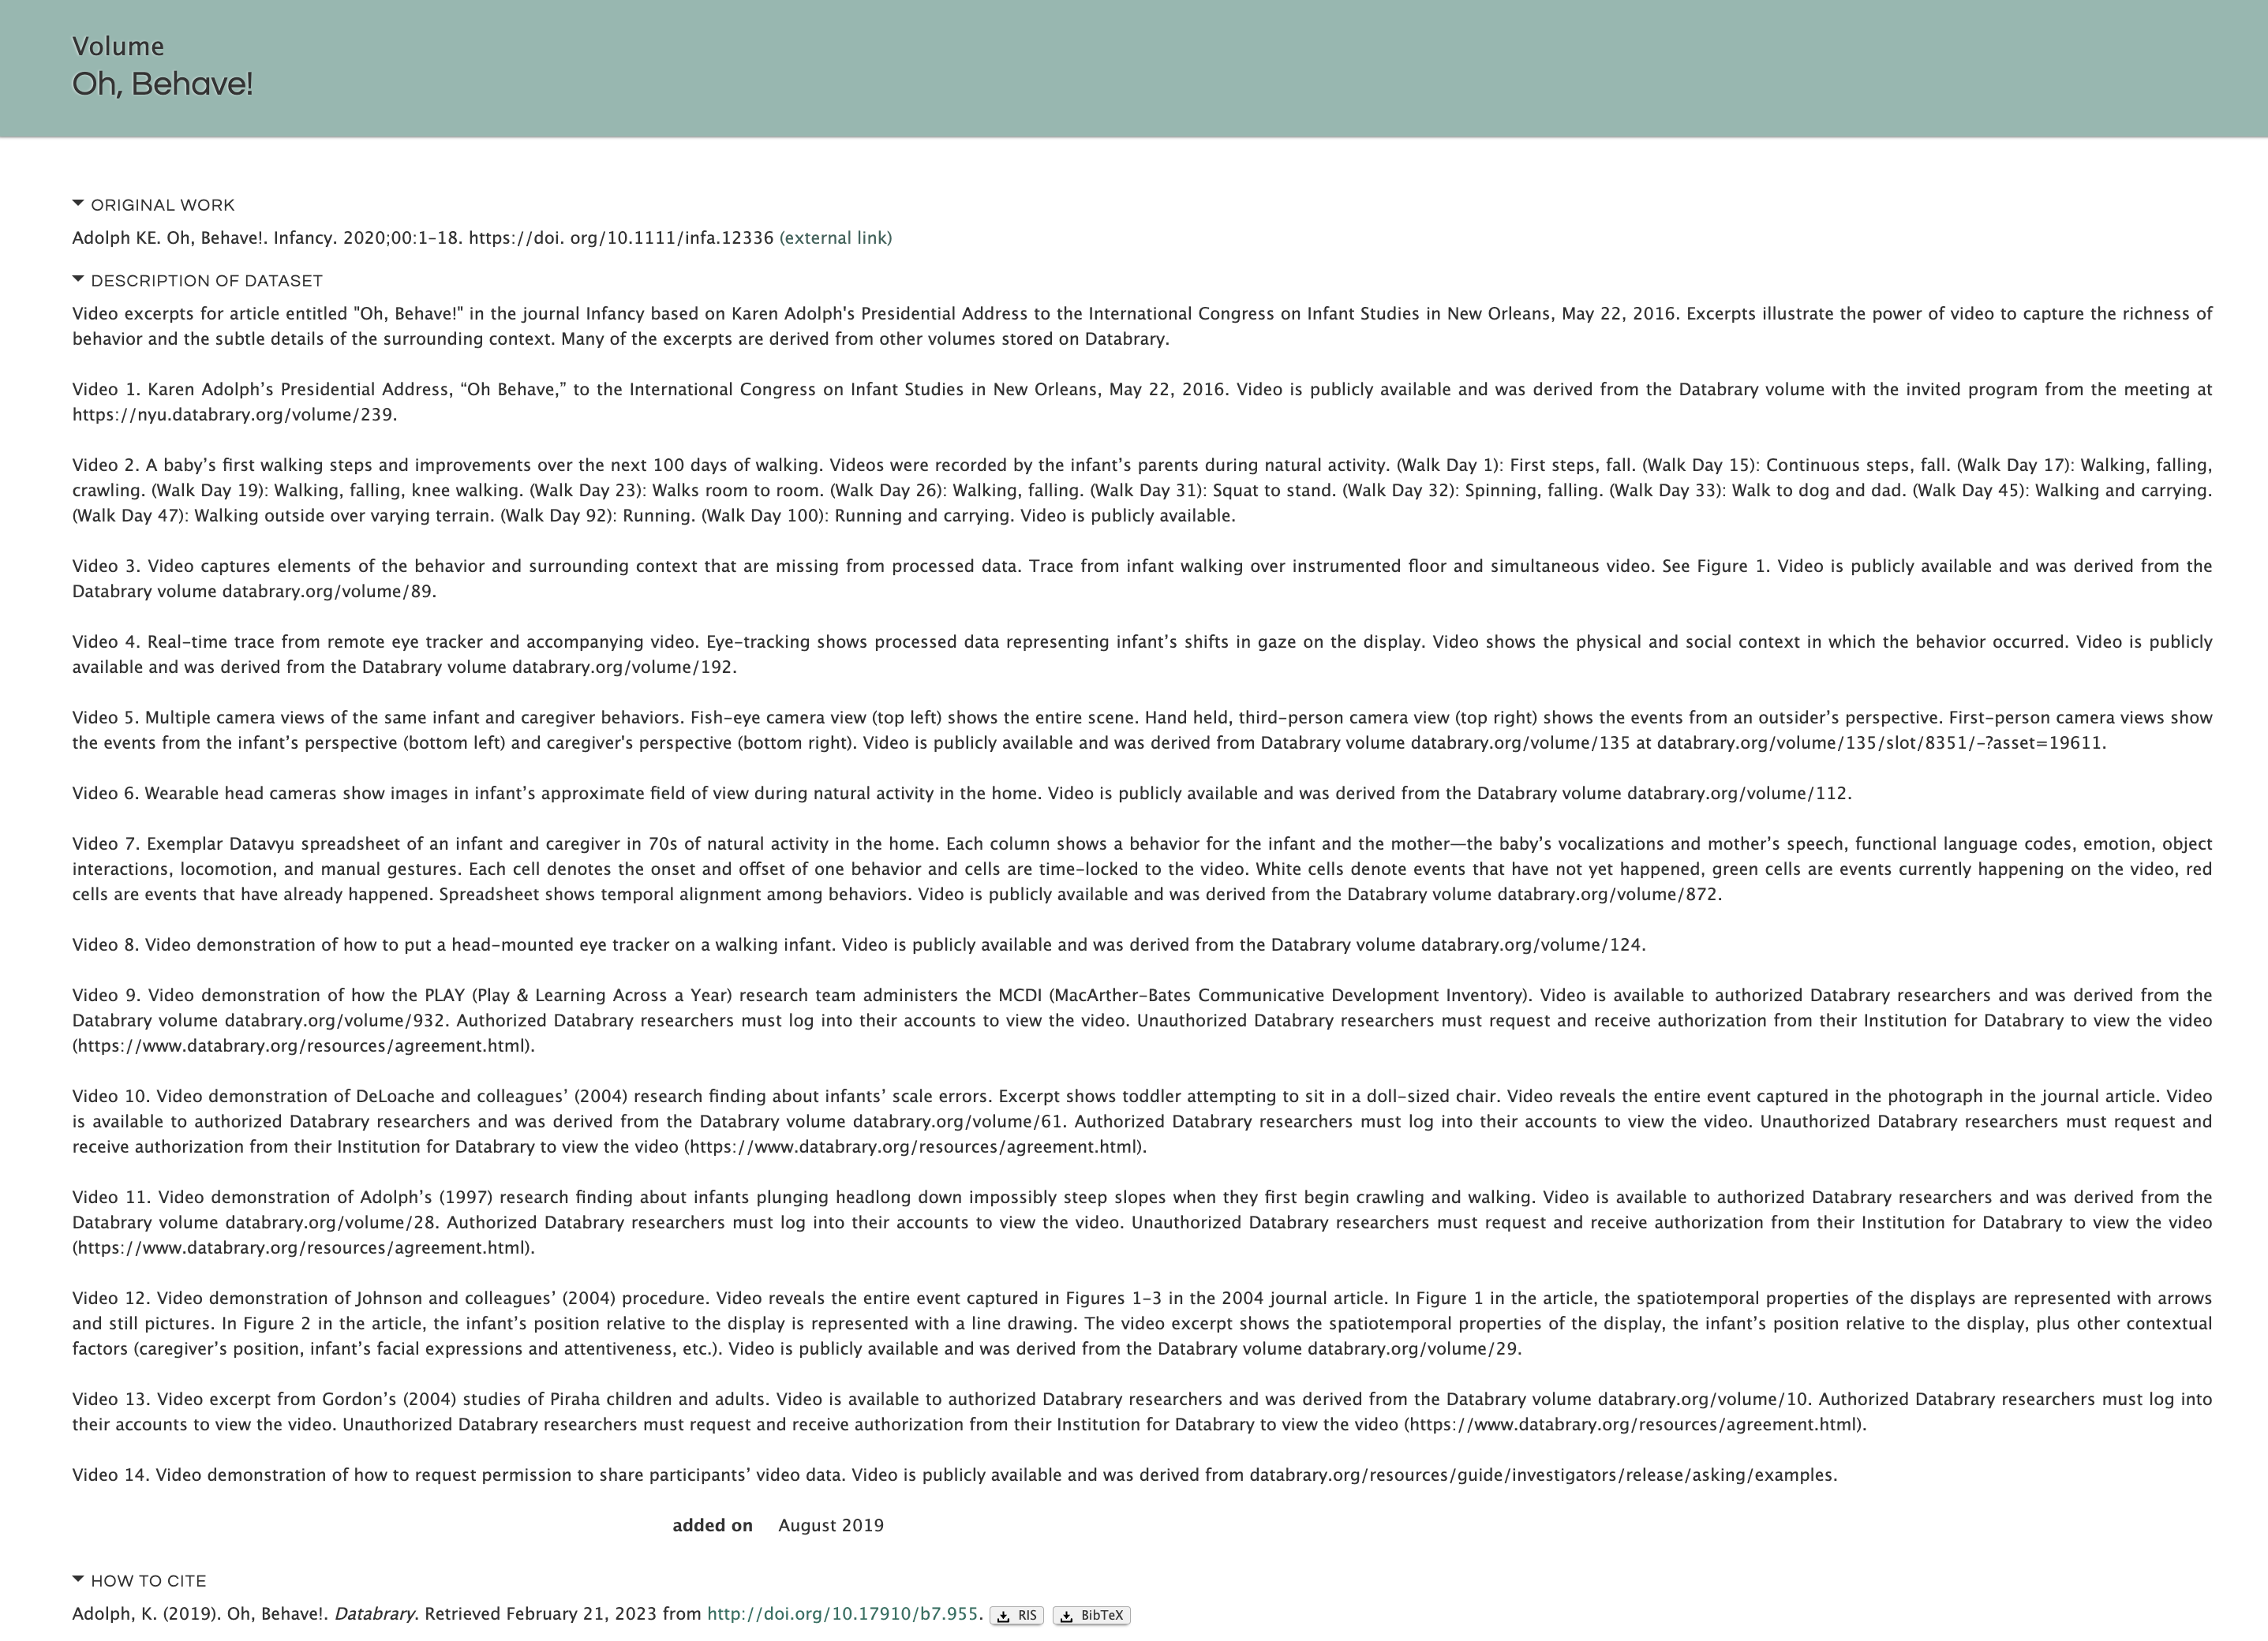 Volume
Oh, Behave!
ORIGINAL WORK
Adolph KE. Oh, Behave!. Infancy. 2020;00:1–18. https://doi. org/10.1111/infa.12336 (external link)
DESCRIPTION OF DATASET
Video excerpts for article entitled "Oh, Behave!" in the journal Infancy based on Karen Adolph's Presidential Address to the International Congress on Infant Studies in New Orleans, May 22, 2016. Excerpts illustrate the power of video to capture the richness of
behavior and the subtle details of the surrounding context. Many of the excerpts are derived from other volumes stored on Databrary.
Video 1. Karen Adolph’s Presidential Address, “Oh Behave,” to the International Congress on Infant Studies in New Orleans, May 22, 2016. Video is publicly available and was derived from the Databrary volume with the invited program from the meeting at
https://nyu.databrary.org/volume/239.
Video 2. A baby’s first walking steps and improvements over the next 100 days of walking. Videos were recorded by the infant’s parents during natural activity. (Walk Day 1): First steps, fall. (Walk Day 15): Continuous steps, fall. (Walk Day 17): Walking, falling,
crawling. (Walk Day 19): Walking, falling, knee walking. (Walk Day 23): Walks room to room. (Walk Day 26): Walking, falling. (Walk Day 31): Squat to stand. (Walk Day 32): Spinning, falling. (Walk Day 33): Walk to dog and dad. (Walk Day 45): Walking and carrying.
(Walk Day 47): Walking outside over varying terrain. (Walk Day 92): Running. (Walk Day 100): Running and carrying. Video is publicly available.
Video 3. Video captures elements of the behavior and surrounding context that are missing from processed data. Trace from infant walking over instrumented floor and simultaneous video. See Figure 1. Video is publicly available and was derived from the
Databrary volume databrary.org/volume/89.
Video 4. Real-time trace from remote eye tracker and accompanying video. Eye-tracking shows processed data representing infant’s shifts in gaze on the display. Video shows the physical and social context in which the behavior occurred. Video is publicly
available and was derived from the Databrary volume databrary.org/volume/192.
Video 5. Multiple camera views of the same infant and caregiver behaviors. Fish-eye camera view (top left) shows the entire scene. Hand held, third-person camera view (top right) shows the events from an outsider’s perspective. First-person camera views show
the events from the infant’s perspective (bottom left) and caregiver's perspective (bottom right). Video is publicly available and was derived from Databrary volume databrary.org/volume/135 at databrary.org/volume/135/slot/8351/-?asset=19611.
Video 6. Wearable head cameras show images in infant’s approximate field of view during natural activity in the home. Video is publicly available and was derived from the Databrary volume databrary.org/volume/112.
Video 7. Exemplar Datavyu spreadsheet of an infant and caregiver in 70s of natural activity in the home. Each column shows a behavior for the infant and the mother—the baby’s vocalizations and mother’s speech, functional language codes, emotion, object
interactions, locomotion, and manual gestures. Each cell denotes the onset and offset of one behavior and cells are time-locked to the video. White cells denote events that have not yet happened, green cells are events currently happening on the video, red
cells are events that have already happened. Spreadsheet shows temporal alignment among behaviors. Video is publicly available and was derived from the Databrary volume databrary.org/volume/872.
Video 8. Video demonstration of how to put a head-mounted eye tracker on a walking infant. Video is publicly available and was derived from the Databrary volume databrary.org/volume/124.
Video 9. Video demonstration of how the PLAY (Play & Learning Across a Year) research team administers the MCDI (MacArther-Bates Communicative Development Inventory). Video is available to authorized Databrary researchers and was derived from the
Databrary volume databrary.org/volume/932. Authorized Databrary researchers must log into their accounts to view the video. Unauthorized Databrary researchers must request and receive authorization from their Institution for Databrary to view the video
(https://www.databrary.org/resources/agreement.html).
Video 10. Video demonstration of DeLoache and colleagues’ (2004) research finding about infants’ scale errors. Excerpt shows toddler attempting to sit in a doll-sized chair. Video reveals the entire event captured in the photograph in the journal article. Video
is available to authorized Databrary researchers and was derived from the Databrary volume databrary.org/volume/61. Authorized Databrary researchers must log into their accounts to view the video. Unauthorized Databrary researchers must request and
receive authorization from their Institution for Databrary to view the video (https://www.databrary.org/resources/agreement.html).
Video 11. Video demonstration of Adolph’s (1997) research finding about infants plunging headlong down impossibly steep slopes when they first begin crawling and walking. Video is available to authorized Databrary researchers and was derived from the
Databrary volume databrary.org/volume/28. Authorized Databrary researchers must log into their accounts to view the video. Unauthorized Databrary researchers must request and receive authorization from their Institution for Databrary to view the video
(https://www.databrary.org/resources/agreement.html).
Video 12. Video demonstration of Johnson and colleagues’ (2004) procedure. Video reveals the entire event captured in Figures 1-3 in the 2004 journal article. In Figure 1 in the article, the spatiotemporal properties of the displays are represented with arrows
and still pictures. In Figure 2 in the article, the infant’s position relative to the display is represented with a line drawing. The video excerpt shows the spatiotemporal properties of the display, the infant’s position relative to the display, plus other contextual
factors (caregiver’s position, infant’s facial expressions and attentiveness, etc.). Video is publicly available and was derived from the Databrary volume databrary.org/volume/29.
Video 13. Video excerpt from Gordon’s (2004) studies of Piraha children and adults. Video is available to authorized Databrary researchers and was derived from the Databrary volume databrary.org/volume/10. Authorized Databrary researchers must log into
their accounts to view the video. Unauthorized Databrary researchers must request and receive authorization from their Institution for Databrary to view the video (https://www.databrary.org/resources/agreement.html).
Video 14. Video demonstration of how to request permission to share participants’ video data. Video is publicly available and was derived from databrary.org/resources/guide/investigators/release/asking/examples.
added on August 2019
HOW TO CITE
Adolph, K. (2019). Oh, Behave!. Databrary. Retrieved February 21, 2023 from http://doi.org/10.17910/b7.955. RIS BibTeX